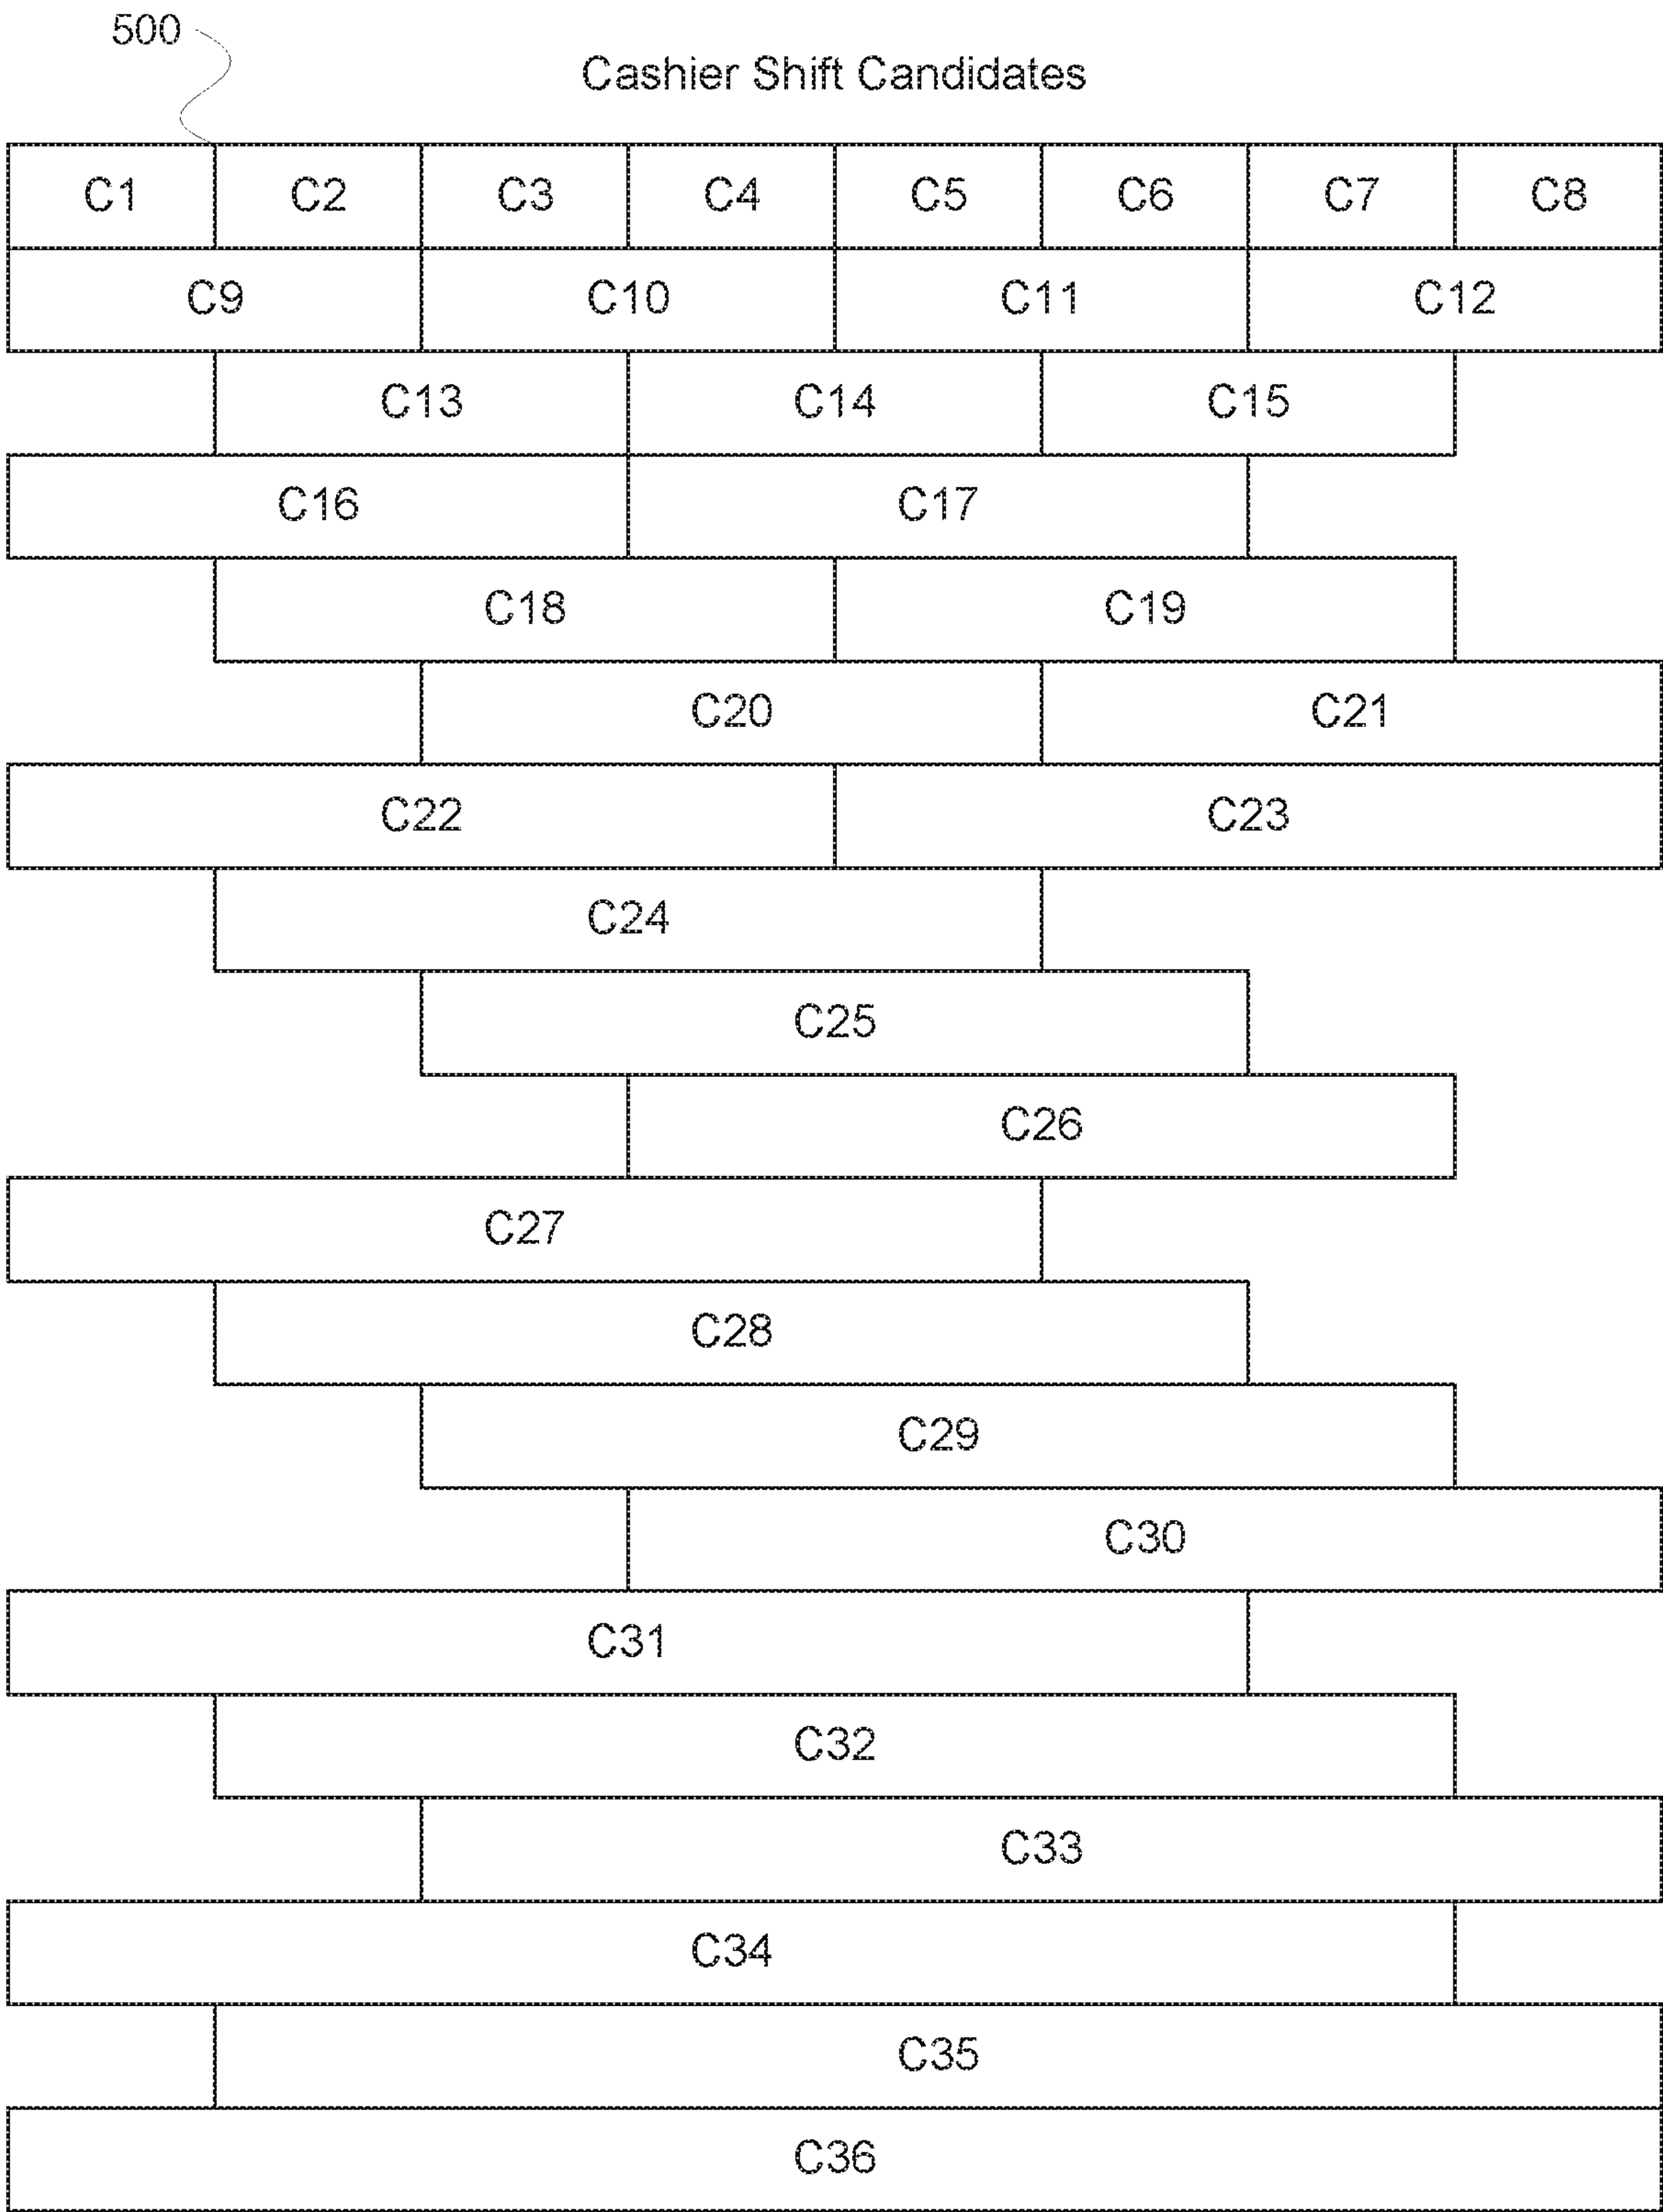 500
Cashier Shift Candidates
C1 C2 C3 C4 C5 C6 C7 C8
C9 C10 C11 C12
C13 C14 C15
C16 C17
C18 C19
C20 C21
C22 C23
C24
C25
C26
C27
C28
C29
C30
C31
C32
C33
C34
C35
C36